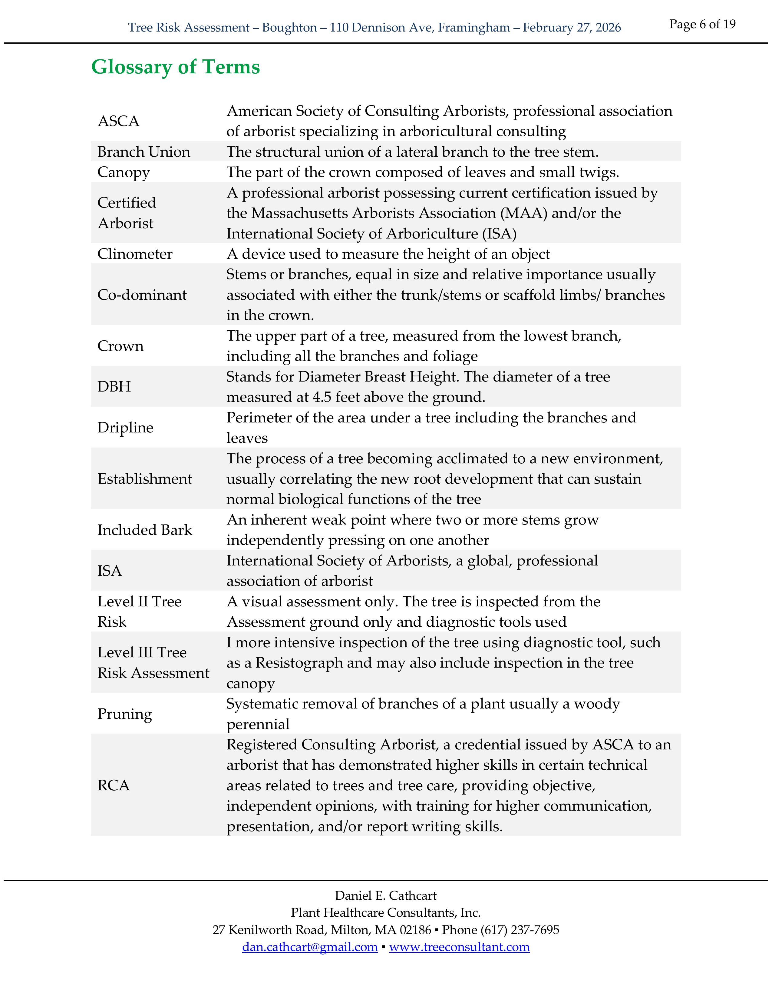 Tree Risk Assessment – Boughton – 110 Dennison Ave, Framingham – February 27, 2026
Page 6 of 19
Glossary of Terms
ASCA
American Society of Consulting Arborists, professional association
of arborist specializing in arboricultural consulting
Branch Union
The structural union of a lateral branch to the tree stem.
Canopy
The part of the crown composed of leaves and small twigs.
Certified
Arborist
A professional arborist possessing current certification issued by
the Massachusetts Arborists Association (MAA) and/or the
International Society of Arboriculture (ISA)
Clinometer
A device used to measure the height of an object
Co-dominant
Stems or branches, equal in size and relative importance usually
associated with either the trunk/stems or scaffold limbs/ branches
in the crown.
Crown
The upper part of a tree, measured from the lowest branch,
including all the branches and foliage
DBH
Stands for Diameter Breast Height. The diameter of a tree
measured at 4.5 feet above the ground.
Dripline
Perimeter of the area under a tree including the branches and
leaves
Establishment
The process of a tree becoming acclimated to a new environment,
usually correlating the new root development that can sustain
normal biological functions of the tree
Included Bark
An inherent weak point where two or more stems grow
independently pressing on one another
ISA
International Society of Arborists, a global, professional
association of arborist
Level II Tree
Risk
A visual assessment only. The tree is inspected from the
Assessment ground only and diagnostic tools used
Level III Tree
Risk Assessment
I more intensive inspection of the tree using diagnostic tool, such
as a Resistograph and may also include inspection in the tree
canopy
Pruning
Systematic removal of branches of a plant usually a woody
perennial
RCA
Registered Consulting Arborist, a credential issued by ASCA to an
arborist that has demonstrated higher skills in certain technical
areas related to trees and tree care, providing objective,
independent opinions, with training for higher communication,
presentation, and/or report writing skills.
Daniel E. Cathcart
Plant Healthcare Consultants, Inc.
27 Kenilworth Road, Milton, MA 02186 ▪ Phone (617) 237-7695
dan.cathcart@gmail.com ▪ www.treeconsultant.com